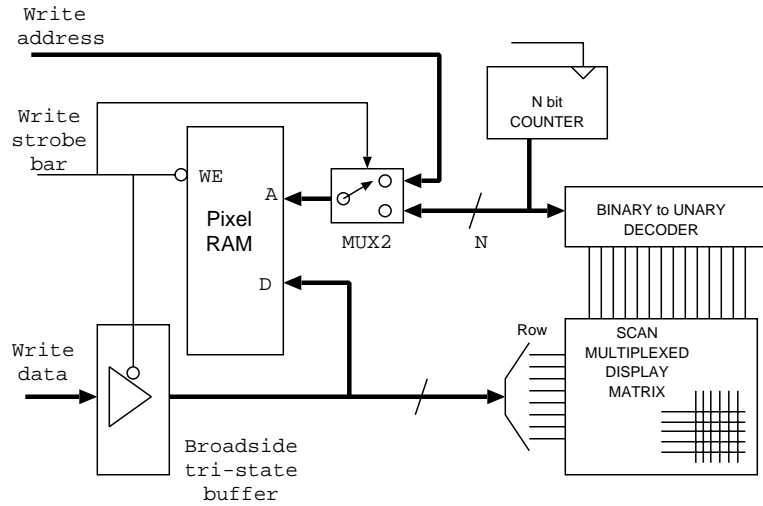 Write
address
Write
strobe
bar
WE
A
Pixel
RAM
D
MUX2
N
N bit
COUNTER
BINARY to UNARY
DECODER
Row
SCAN
MULTIPLEXED
DISPLAY
MATRIX
Write
data
Broadside
tri-state
buffer